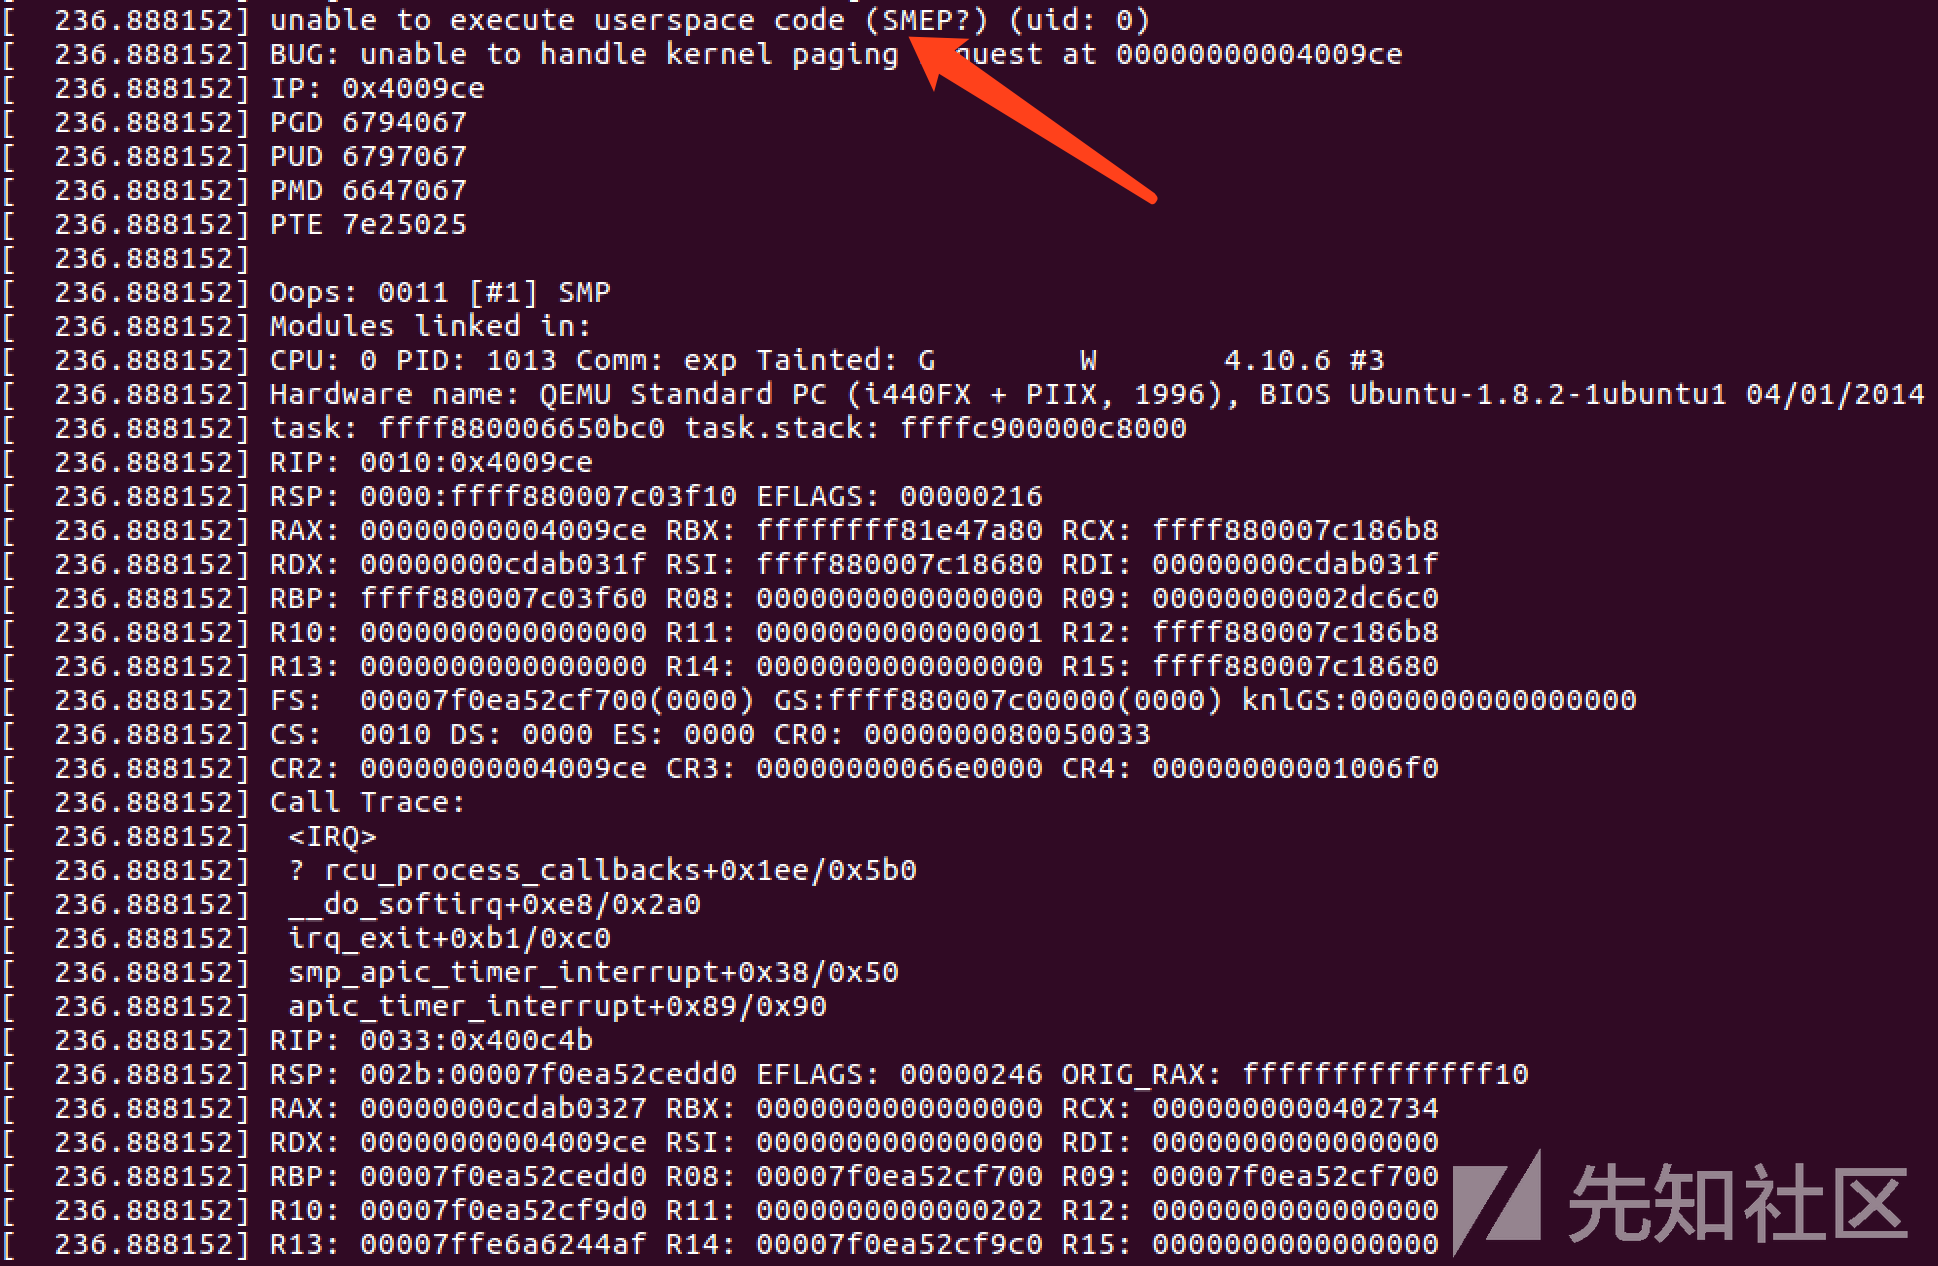 [  236.888152] unable to execute userspace code (SMEP?) (uid: 0)
[  236.888152] BUG: unable to handle kernel paging quest at 00000000004009ce
[  236.888152] IP: 0x4009ce
[  236.888152] PGD 6794067
[  236.888152] PUD 6797067
[  236.888152] PMD 6647067
[  236.888152] PTE 7e25025
[  236.888152]
[  236.888152] Oops: 0011 [#1] SMP
[  236.888152] Modules linked in:
[  236.888152] CPU: 0 PID: 1013 Comm: exp Tainted: G        W       4.10.6 #3
[  236.888152] Hardware name: QEMU Standard PC (i440FX + PIIX, 1996), BIOS Ubuntu-1.8.2-1ubuntu1 04/01/2014
[  236.888152] task: ffff880006650bc0 task.stack: ffffc900000c8000
[  236.888152] RIP: 0010:0x4009ce
[  236.888152] RSP: 0000:ffff880007c03f10 EFLAGS: 00000216
[  236.888152] RAX: 00000000004009ce RBX: ffffffff81e47a80 RCX: ffff880007c186b8
[  236.888152] RDX: 00000000cdab031f RSI: ffff880007c18680 RDI: 00000000cdab031f
[  236.888152] RBP: ffff880007c03f60 R08: 0000000000000000 R09: 00000000002dc6c0
[  236.888152] R10: 0000000000000000 R11: 0000000000000001 R12: ffff880007c186b8
[  236.888152] R13: 0000000000000000 R14: 0000000000000000 R15: ffff880007c18680
[  236.888152] FS:  00007f0ea52cf700(0000) GS:ffff880007c00000(0000) knlGS:0000000000000000
[  236.888152] CS:  0010 DS: 0000 ES: 0000 CR0: 0000000080050033
[  236.888152] CR2: 00000000004009ce CR3: 00000000066e0000 CR4: 00000000001006f0
[  236.888152] Call Trace:
[  236.888152]  <IRQ>
[  236.888152]  ? rcu_process_callbacks+0x1ee/0x5b0
[  236.888152]  __do_softirq+0xe8/0x2a0
[  236.888152]  irq_exit+0xb1/0xc0
[  236.888152]  smp_apic_timer_interrupt+0x38/0x50
[  236.888152]  apic_timer_interrupt+0x89/0x90
[  236.888152] RIP: 0033:0x400c4b
[  236.888152] RSP: 002b:00007f0ea52cedd0 EFLAGS: 00000246 ORIG_RAX: ffffffffffffff10
[  236.888152] RAX: 00000000cdab0327 RBX: 0000000000000000 RCX: 0000000000402734
[  236.888152] RDX: 00000000004009ce RSI: 0000000000000000 RDI: 0000000000000000
[  236.888152] RBP: 00007f0ea52cedd0 R08: 00007f0ea52cf700 R09: 00007f0ea52cf700
[  236.888152] R10: 00007f0ea52cf9d0 R11: 0000000000000202 R12: 0000000000000000
[  236.888152] R13: 00007ffe6a6244af R14: 00007f0ea52cf9c0 R15: 0000000000000000
先知社区